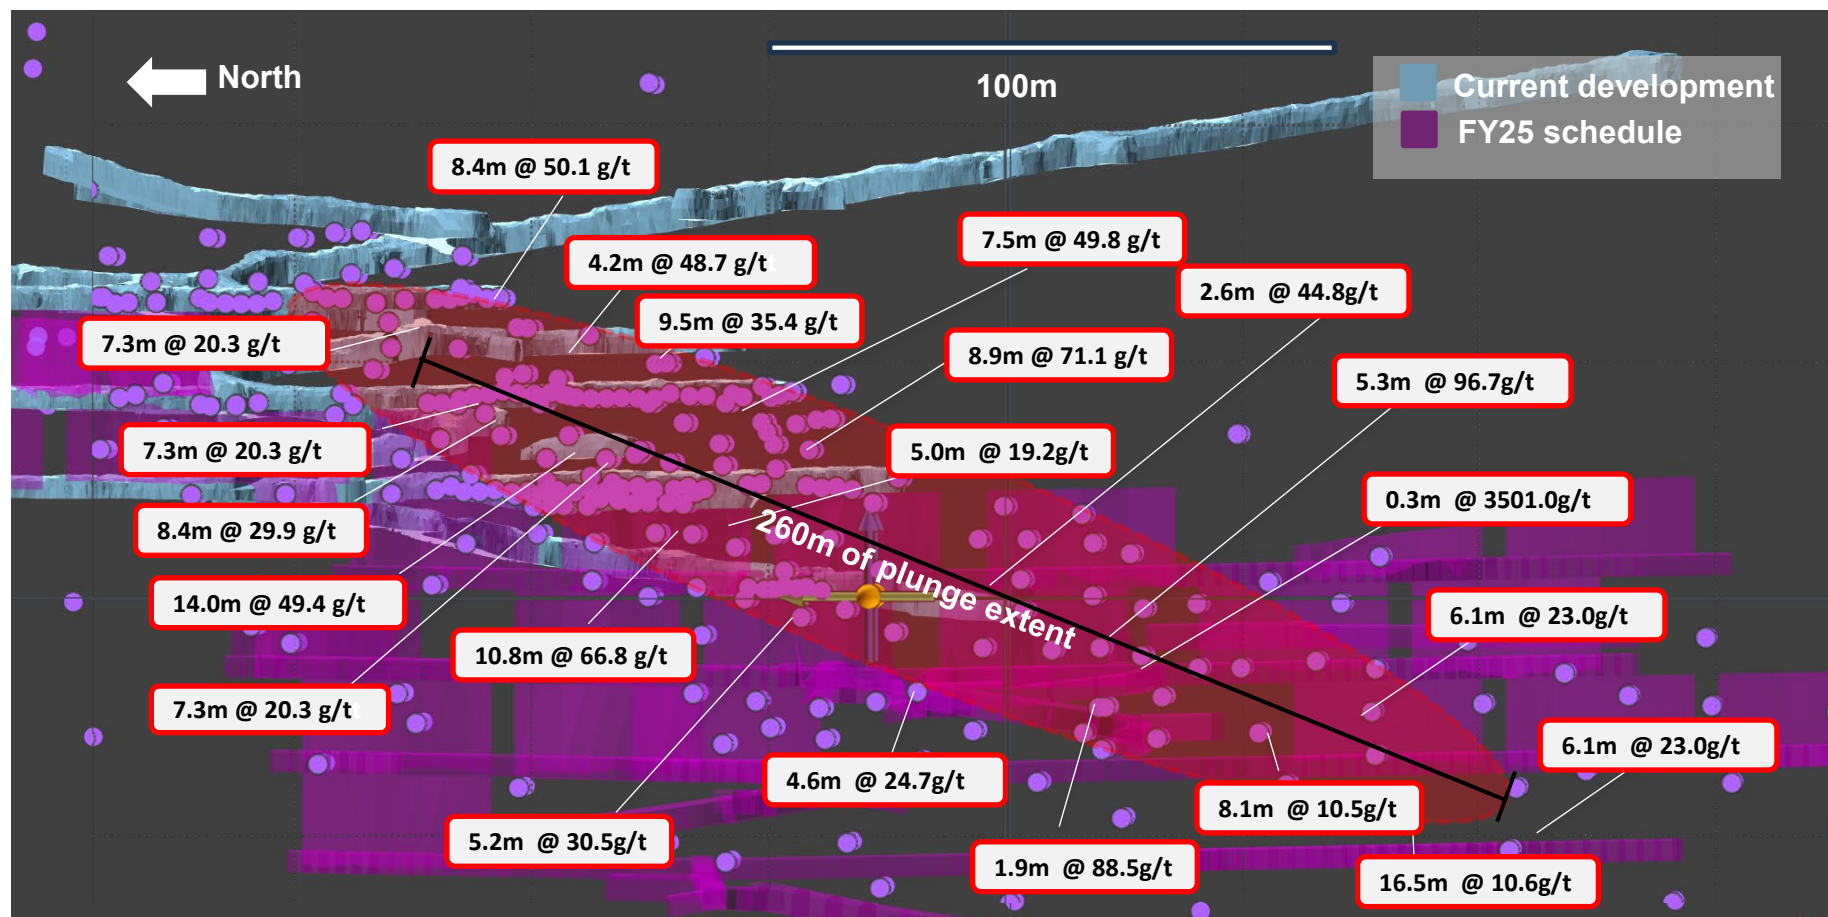 North
100m
Current development
FY25 schedule
8.4m @ 50.1 g/t
7.5m @ 49.8 g/t
4.2m @ 48.7 g/t
2.6m @ 44.8g/t
9.5m @ 35.4 g/t
7.3m @ 20.3 g/t
8.9m @ 71.1 g/t
5.3m @ 96.7g/t
7.3m @ 20.3 g/t
5.0m @ 19.2g/t
0.3m @ 3501.0g/t
8.4m @ 29.9 g/t
260m of plunge extent
14.0m @ 49.4 g/t
6.1m @ 23.0g/t
10.8m @ 66.8 g/t
7.3m @ 20.3 g/t
6.1m @ 23.0g/t
4.6m @ 24.7g/t
8.1m @ 10.5g/t
5.2m @ 30.5g/t
1.9m @ 88.5g/t
16.5m @ 10.6g/t